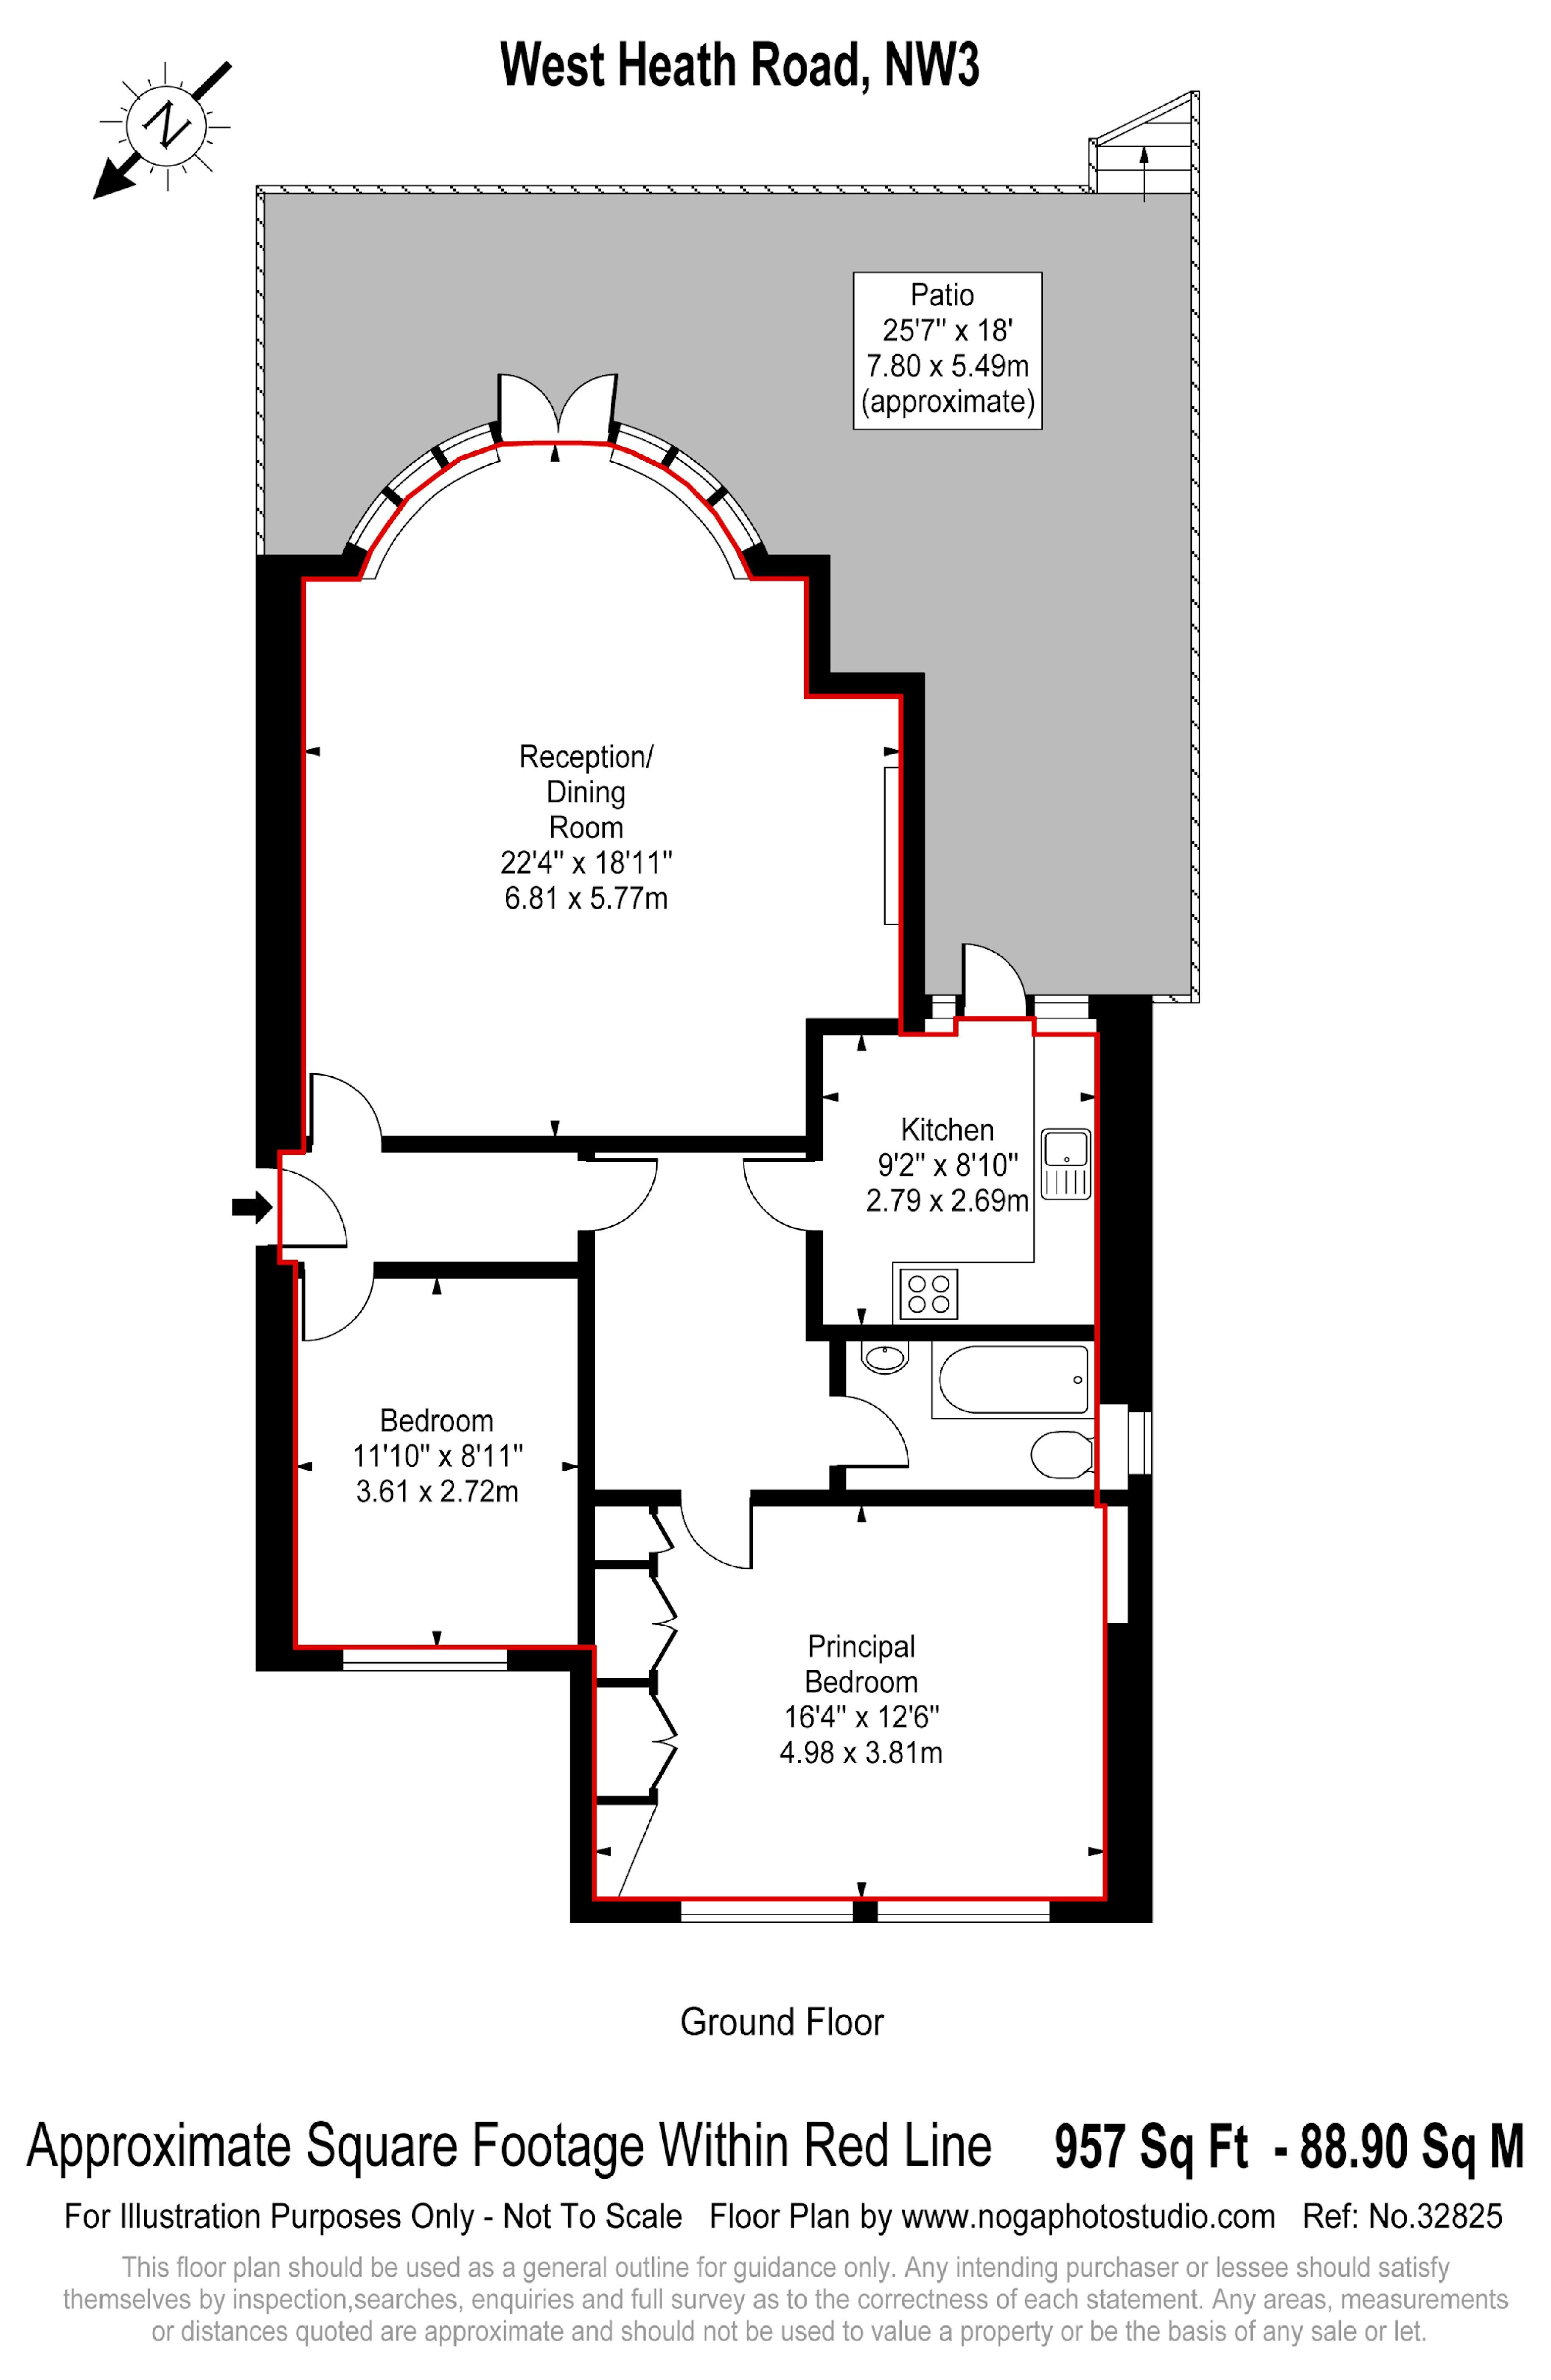 West Heath Road, NW3
N
Patio
25'7" x 18'
7.80 x 5.49m
(approximate)
Reception/
Dining
Room
22'4" x 18'11"
6.81 x 5.77m
Kitchen
9'2" x 8'10"
2.79 x 2.69m
Bedroom
11'10" x 8'11"
3.61 x 2.72m
Principal
Bedroom
16'4" x 12'6"
4.98 x 3.81m
Ground Floor
Approximate Square Footage Within Red Line 957 Sq Ft - 88.90 Sq M
For Illustration Purposes Only - Not To Scale Floor Plan by www.nogaphotostudio.com Ref: No.32825
This floor plan should be used as a general outline for guidance only. Any intending purchaser or lessee should satisfy
themselves by inspection,searches, enquiries and full survey as to the correctness of each statement. Any areas, measurements
or distances quoted are approximate and should not be used to value a property or be the basis of any sale or let.